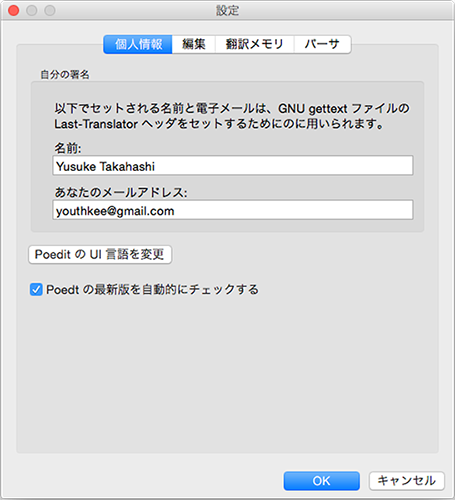 設定
個人情報 編集 翻訳メモリ パーサ
自分の署名
以下でセットされる名前と電子メールは、GNU gettext ファイルの
Last-Translator ヘッダをセットするためにのに用いられます。
名前:
Yusuke Takahashi
あなたのメールアドレス:
youthkee@gmail.com
Poedit の UI 言語を変更
Poedt の最新版を自動的にチェックする
OK キャンセル